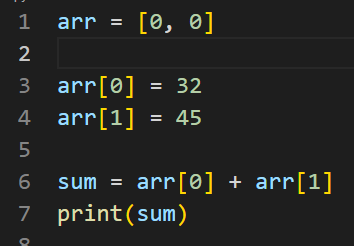 1 arr = [0, 0]
2
3 arr[0] = 32
4 arr[1] = 45
5
6 sum = arr[0] + arr[1]
7 print(sum)
8